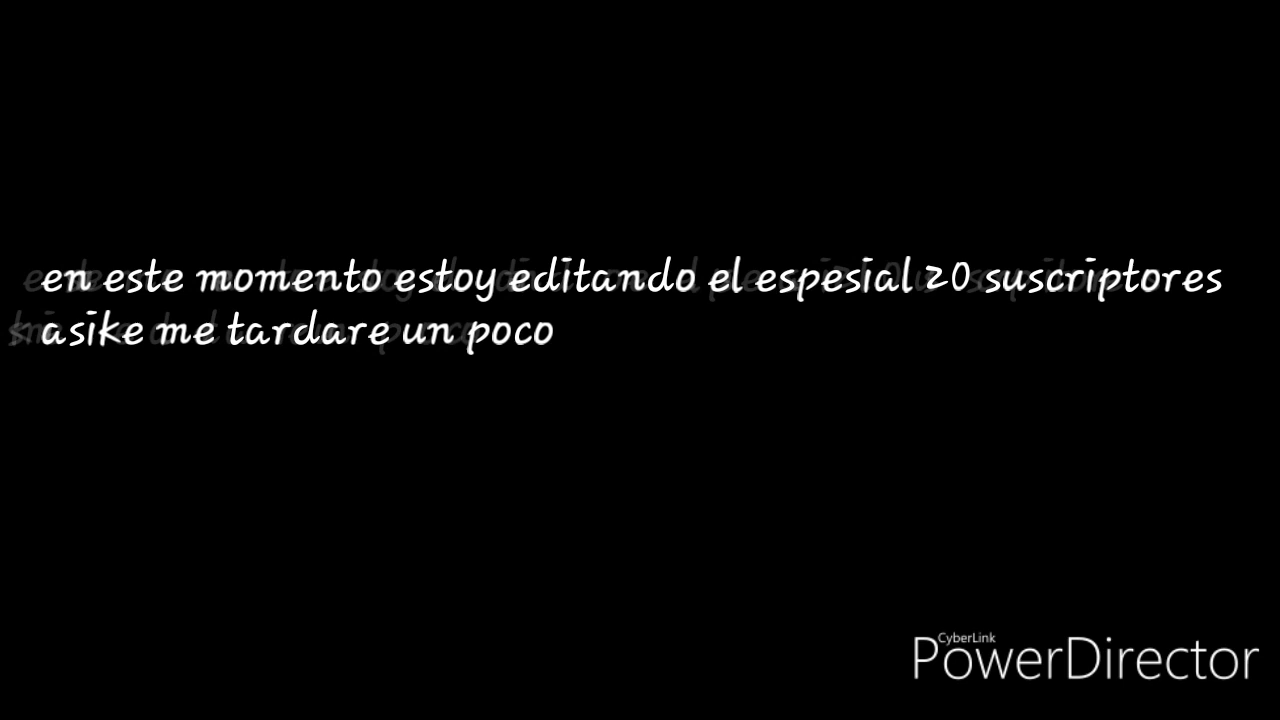 en este momento estoy editando el espesial 20 suscriptores
asike me tardare un poco
CyberLink
PowerDirector